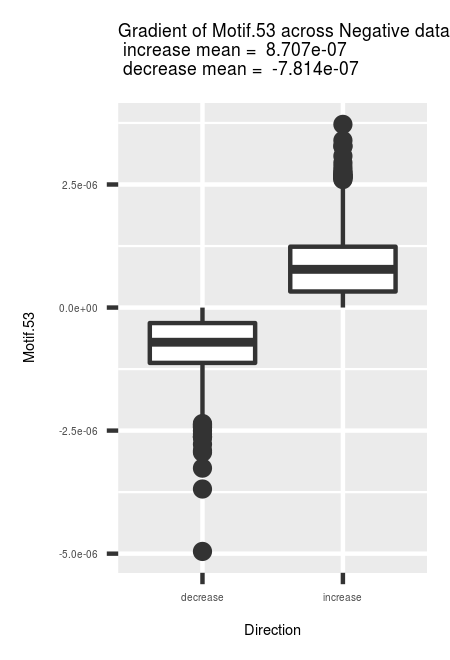 Gradient of Motif.53 across Negative data
increase mean =  8.707e-07
decrease mean =  -7.814e-07
2.5e-06
0.0e+00
-2.5e-06
-5.0e-06
Motif.53
decrease
increase
Direction